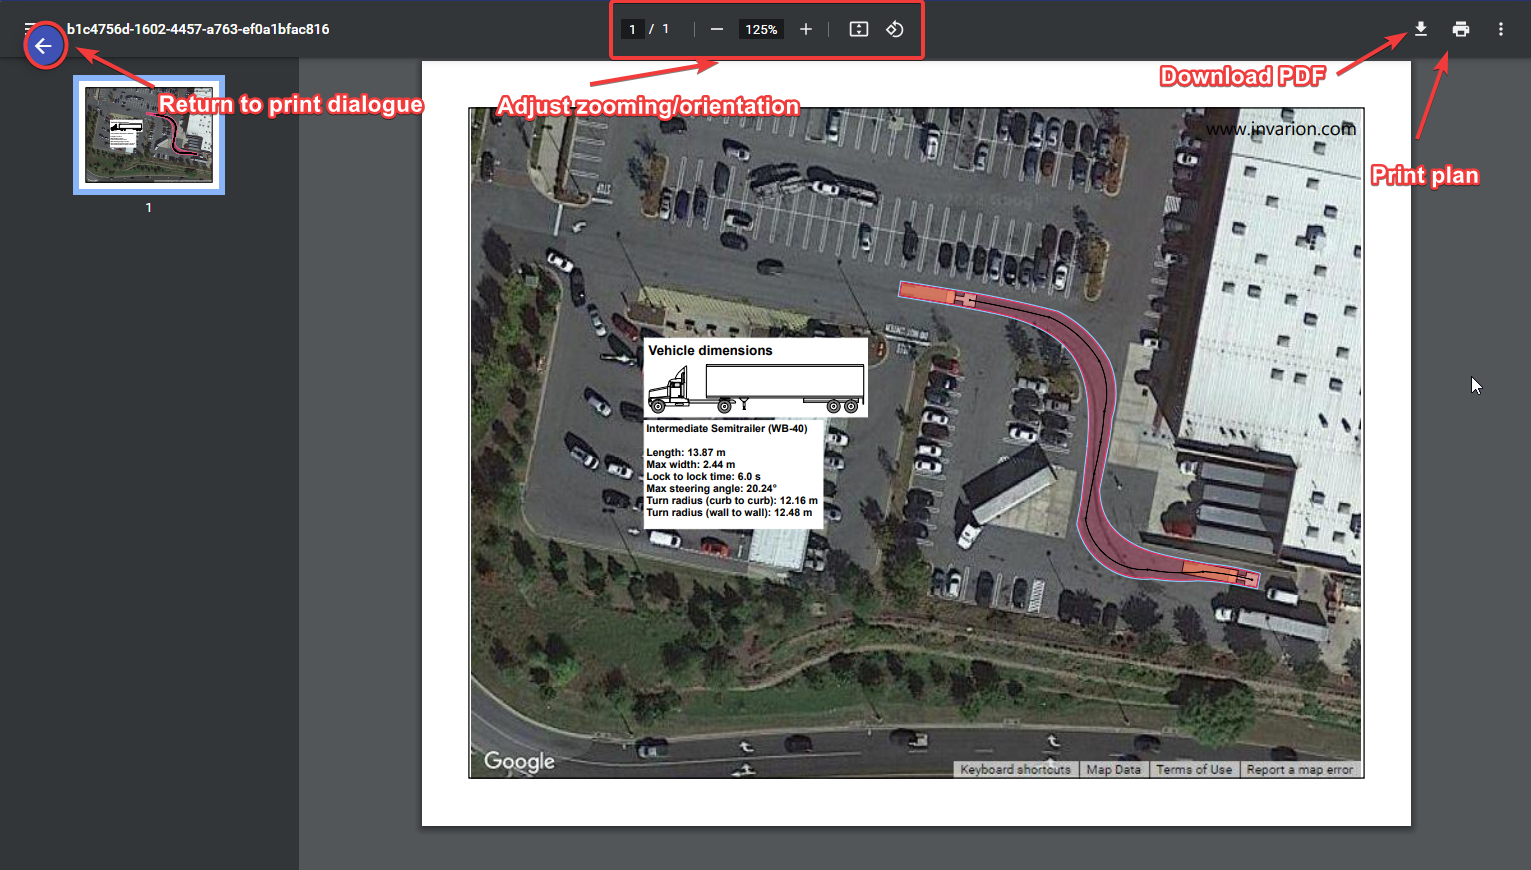 b1c4756d-1602-4457-a763-ef0a1bfac816
1 / 1
125%
Return to print dialogue
Adjust zooming/orientation
Download PDF
Print plan
1
www.invarion.com
STOP
Vehicle dimensions
Intermediate Semitrailer (WB-40)
Length: 13.87 m
Max width: 2.44 m
Lock to lock time: 6.0 s
Max steering angle: 20.24°
Turn radius (curb to curb): 12.16 m
Turn radius (wall to wall): 12.48 m
Google
Keyboard shortcuts
Map Data
Terms of Use
Report a map error